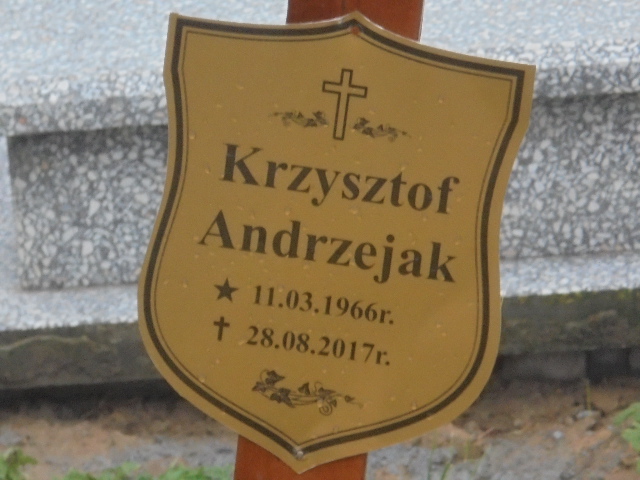 Krzysztof
Andrzejak
★ 11.03.1966r.
✝ 28.08.2017r.